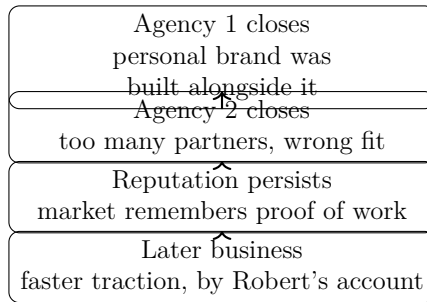 Agency 1 closes
personal brand was
built alongside it
Agency 2 closes
too many partners, wrong fit
Reputation persists
market remembers proof of work
Later business
faster traction, by Robert's account